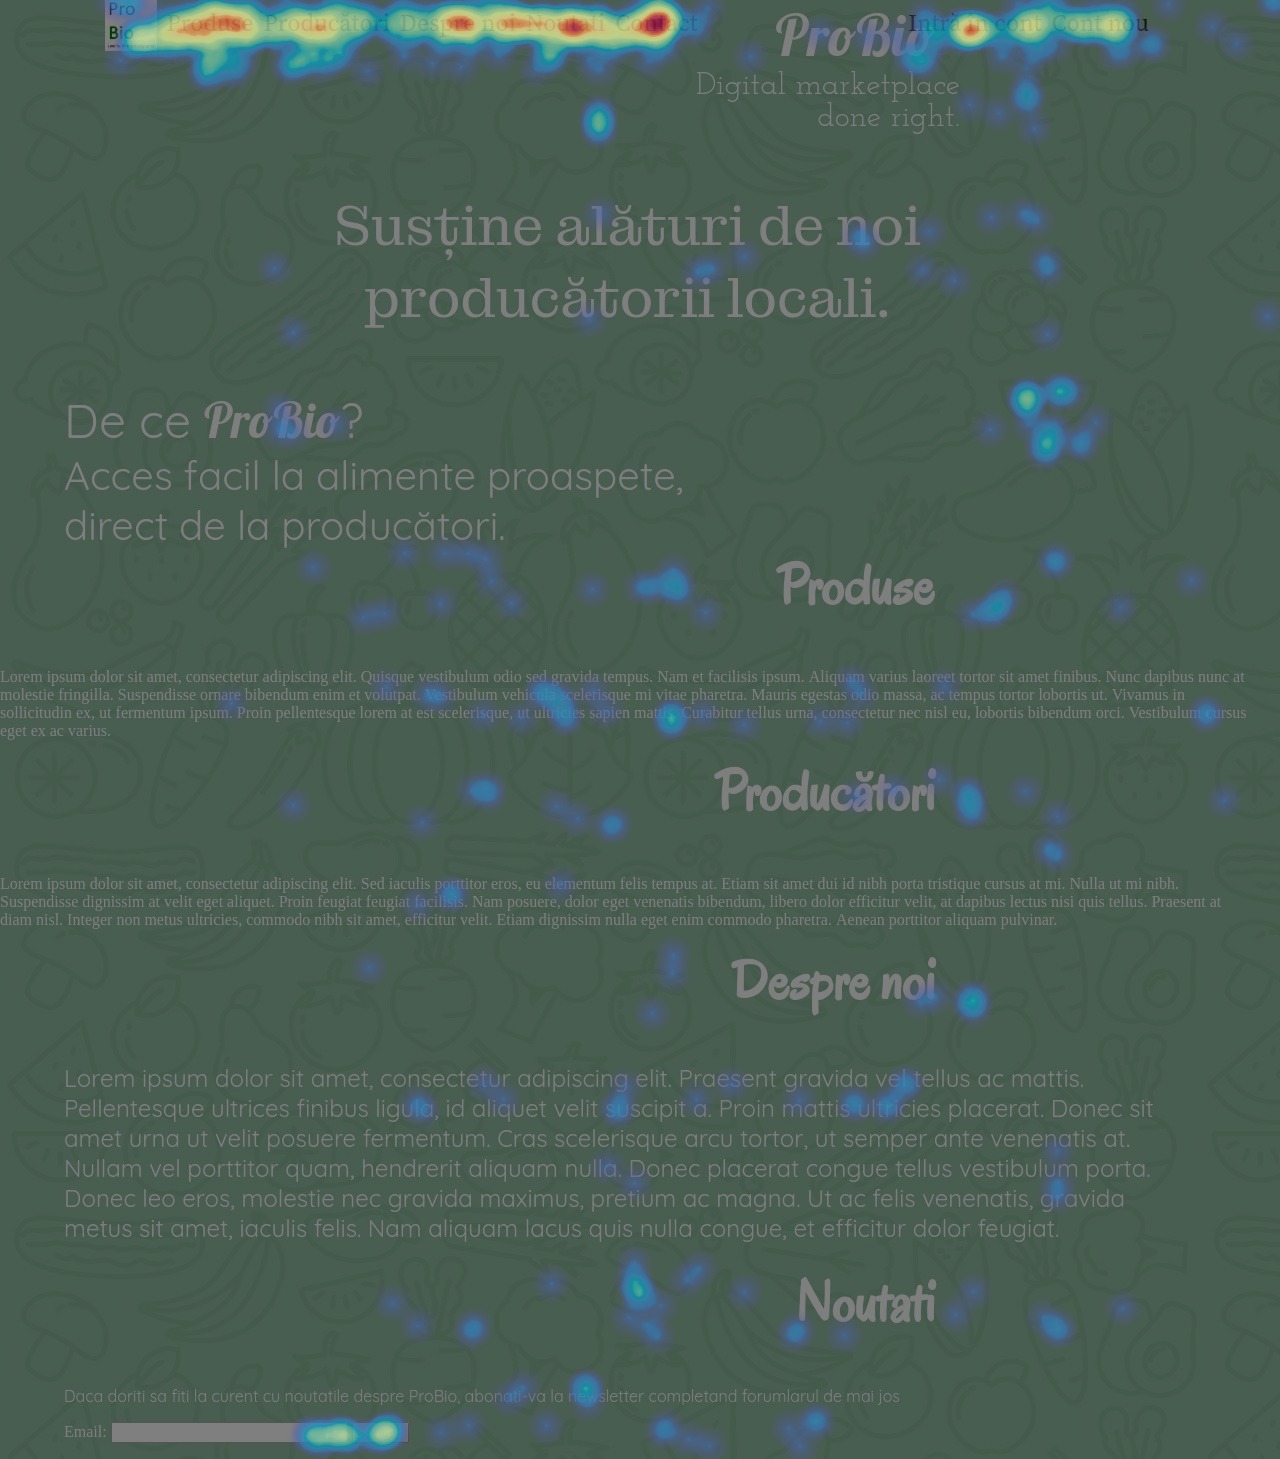 Pro
Bio
Produse Producatori Despre noi Noutati Contact
Intră in cont Cont nou
ProBio
Digital marketplace
done right.
Susține alături de noi
producătorii locali.
De ce ProBio?
Acces facil la alimente proaspete,
direct de la producători.
Produse
Lorem ipsum dolor sit amet, consectetur adipiscing elit. Quisque vestibulum odio sed gravida tempus. Nam et facilisis ipsum. Aliquam varius laoreet tortor sit amet finibus. Nunc dapibus nunc at
molestie fringilla. Suspendisse ornare bibendum enim et volutpat. Vestibulum vehicula scelerisque mi vitae pharetra. Mauris egestas odio massa, ac tempus tortor lobortis ut. Vivamus in
sollicitudin ex, ut fermentum ipsum. Proin pellentesque lorem at est scelerisque, ut ultricies sapien mattis. Curabitur tellus urna, consectetur nec nisl eu, lobortis bibendum orci. Vestibulum cursus
eget ex ac varius.
Producători
Lorem ipsum dolor sit amet, consectetur adipiscing elit. Sed iaculis porttitor eros, eu elementum felis tempus at. Etiam sit amet dui id nibh porta tristique cursus at mi. Nulla ut mi nibh.
Suspendisse dignissim at velit eget aliquet. Proin feugiat feugiat facilisis. Nam posuere, dolor eget venenatis bibendum, libero dolor efficitur velit, at dapibus lectus nisi quis tellus. Praesent at
diam nisl. Integer non metus ultricies, commodo nibh sit amet, efficitur velit. Etiam dignissim nulla eget enim commodo pharetra. Aenean porttitor aliquam pulvinar.
Despre noi
Lorem ipsum dolor sit amet, consectetur adipiscing elit. Praesent gravida vel tellus ac mattis.
Pellentesque ultrices finibus ligula, id aliquet velit suscipit a. Proin mattis ultricies placerat. Donec sit
amet urna ut velit posuere fermentum. Cras scelerisque arcu tortor, ut semper ante venenatis at.
Nullam vel porttitor quam, hendrerit aliquam nulla. Donec placerat congue tellus vestibulum porta.
Donec leo eros, molestie nec gravida maximus, pretium ac magna. Ut ac felis venenatis, gravida
metus sit amet, iaculis felis. Nam aliquam lacus quis nulla congue, et efficitur dolor feugiat.
Noutati
Daca doriti sa fiti la curent cu noutatile despre ProBio, abonati-va la newsletter completand forumlarul de mai jos
Email: